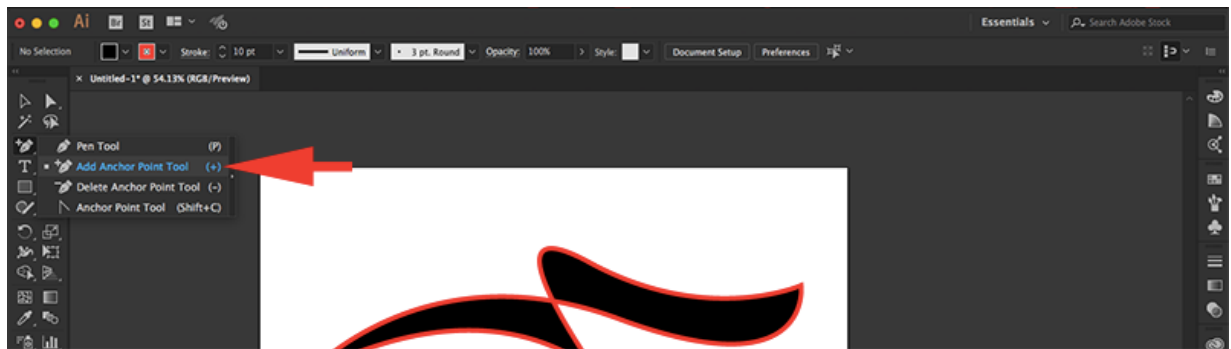 Ai Br St Essentials Search Adobe Stock
No Selection Stroke: 10 pt Uniform 3 pt. Round Opacity: 100% Style: Document Setup Preferences
× Untitled-1* @ 54.13% (RGB/Preview)
Pen Tool (P)
T Add Anchor Point Tool (+)
Delete Anchor Point Tool (-)
Anchor Point Tool (Shift+C)